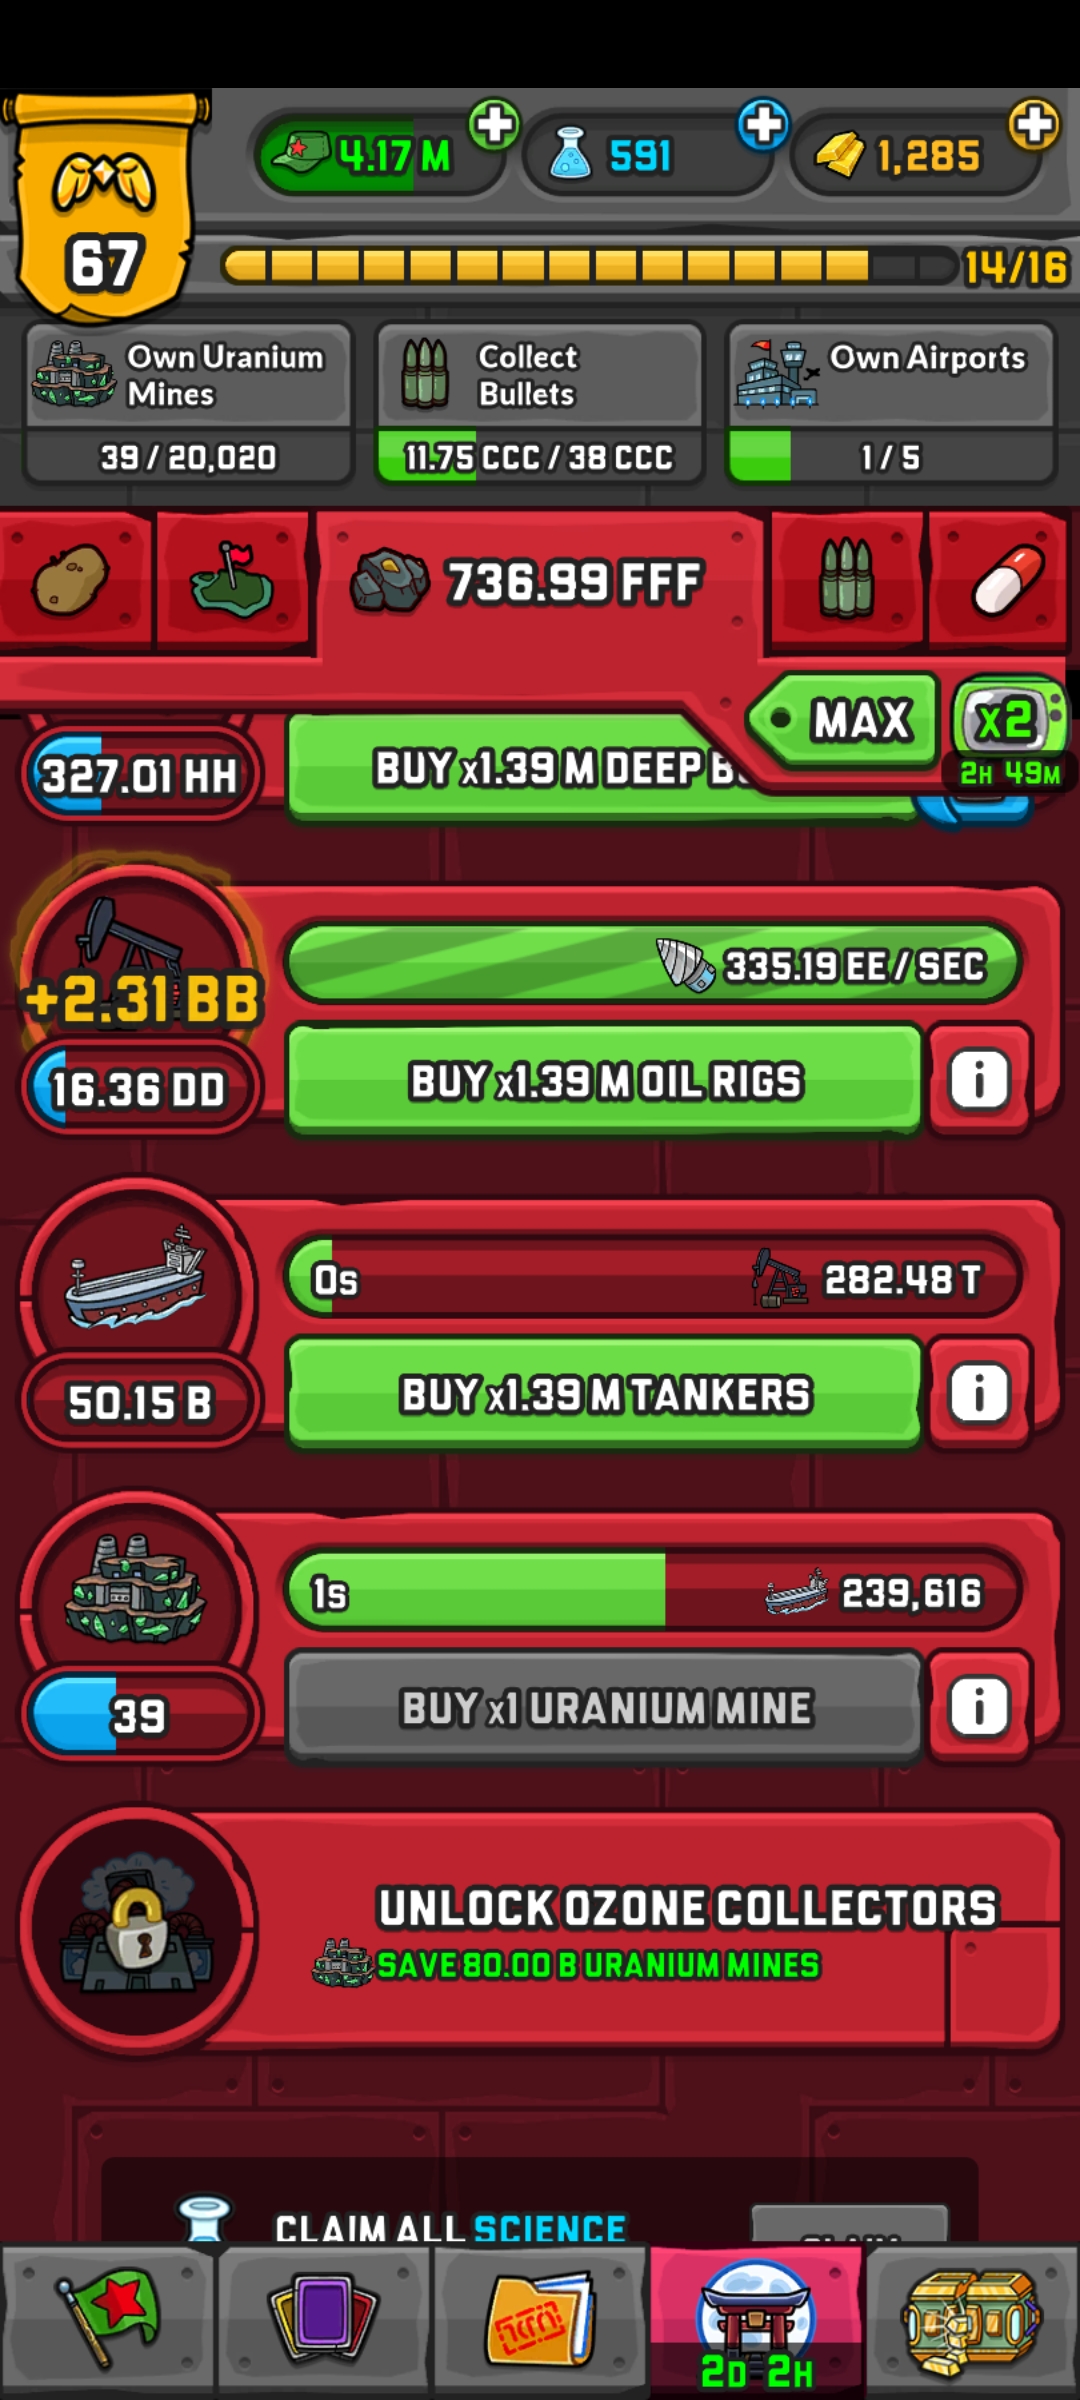 4.17 M
591
1,285
67
14/16
Own Uranium
Mines
39 / 20,020
Collect
Bullets
11.75 CCC / 38 CCC
Own Airports
1 / 5
736.99 FFF
MAX
x2
2H 49M
327.01 HH
BUY x1.39 M DEEP
+2.31 BB
335.19 EE / SEC
16.36 DD
BUY x1.39 M OIL RIGS
i
0s
282.48 T
50.15 B
BUY x1.39 M TANKERS
i
1s
239,616
39
BUY x1 URANIUM MINE
i
UNLOCK OZONE COLLECTORS
SAVE 80.00 B URANIUM MINES
CLAIM ALL SCIENCE
2D 2H